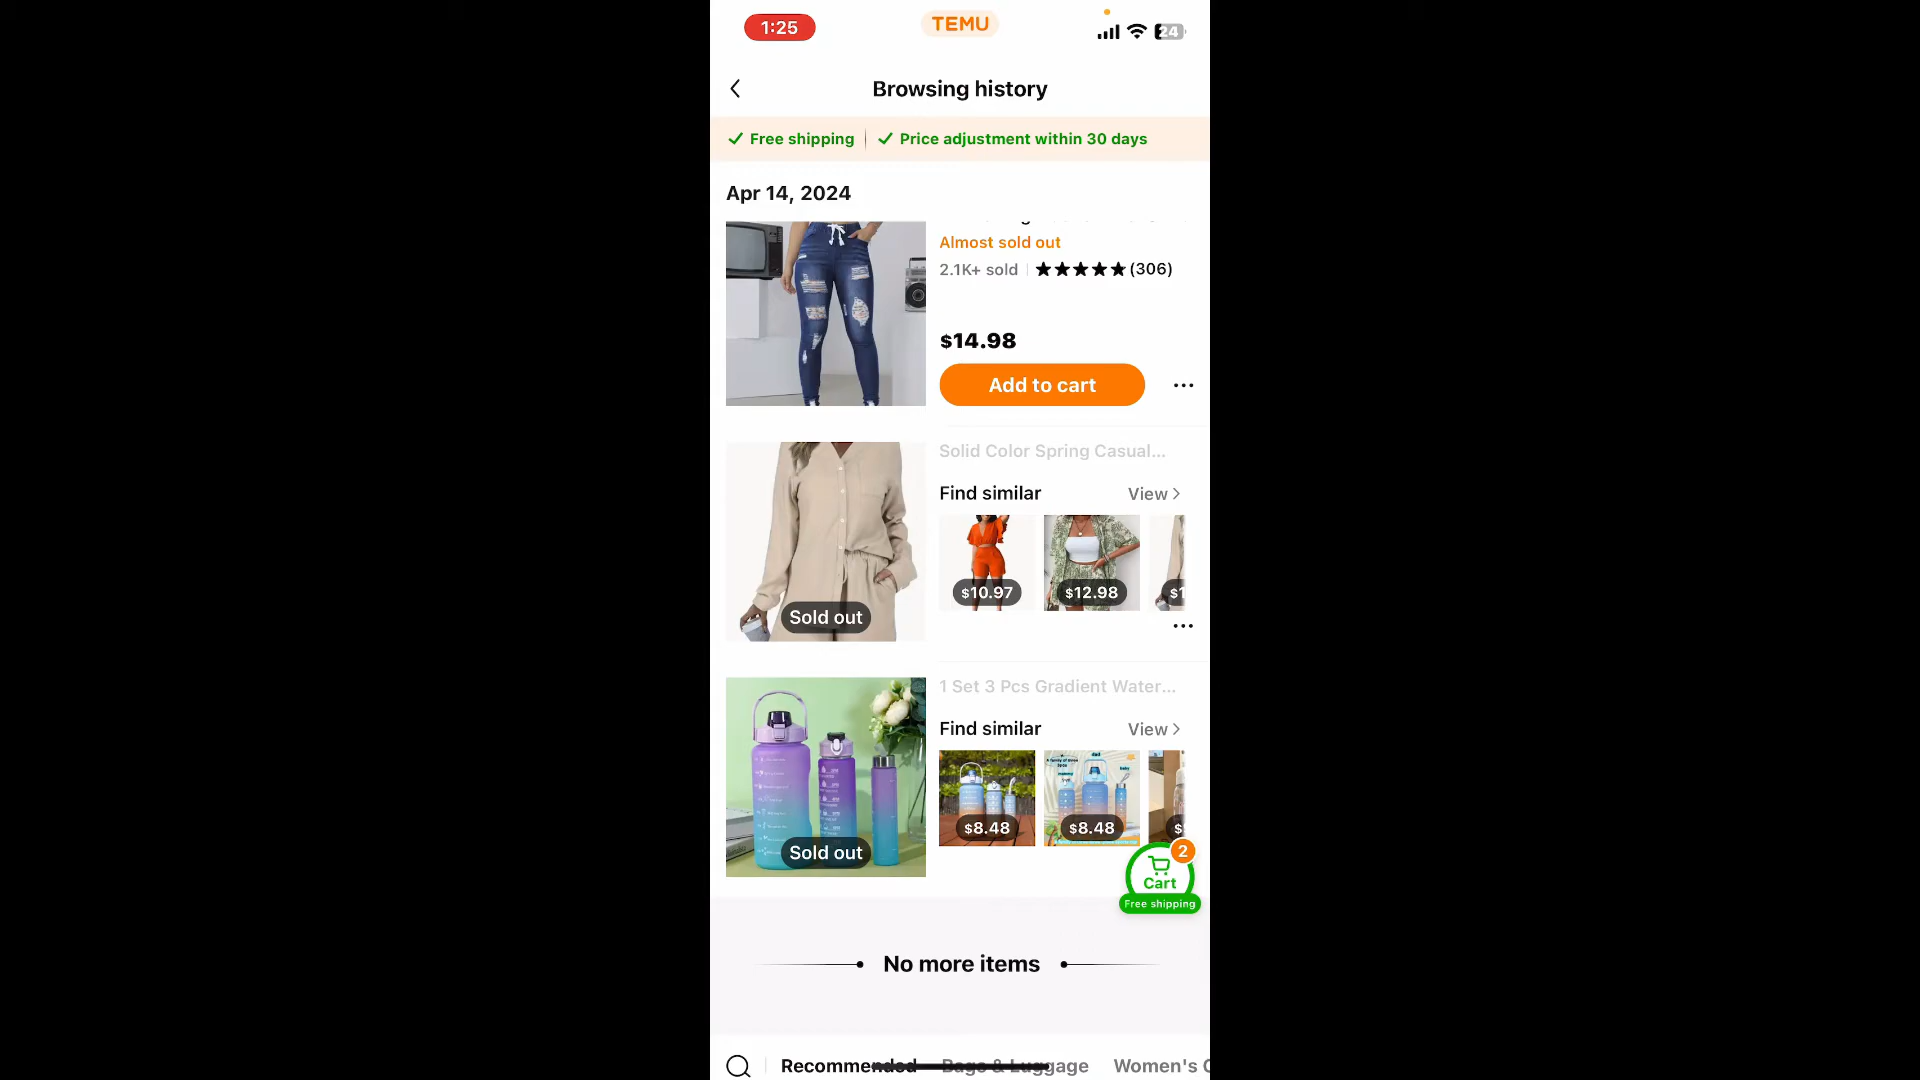 1:25
TEMU
24
Browsing history
Free shipping
Price adjustment within 30 days
Apr 14, 2024
Almost sold out
2.1K+ sold
(306)
$14.98
Add to cart
Solid Color Spring Casual...
Find similar
View
$10.97
$12.98
$1
Sold out
1 Set 3 Pcs Gradient Water...
Find similar
View
$8.48
$8.48
$
Sold out
2
Cart
Free shipping
No more items
Recommended
Bags & Luggage
Women's C